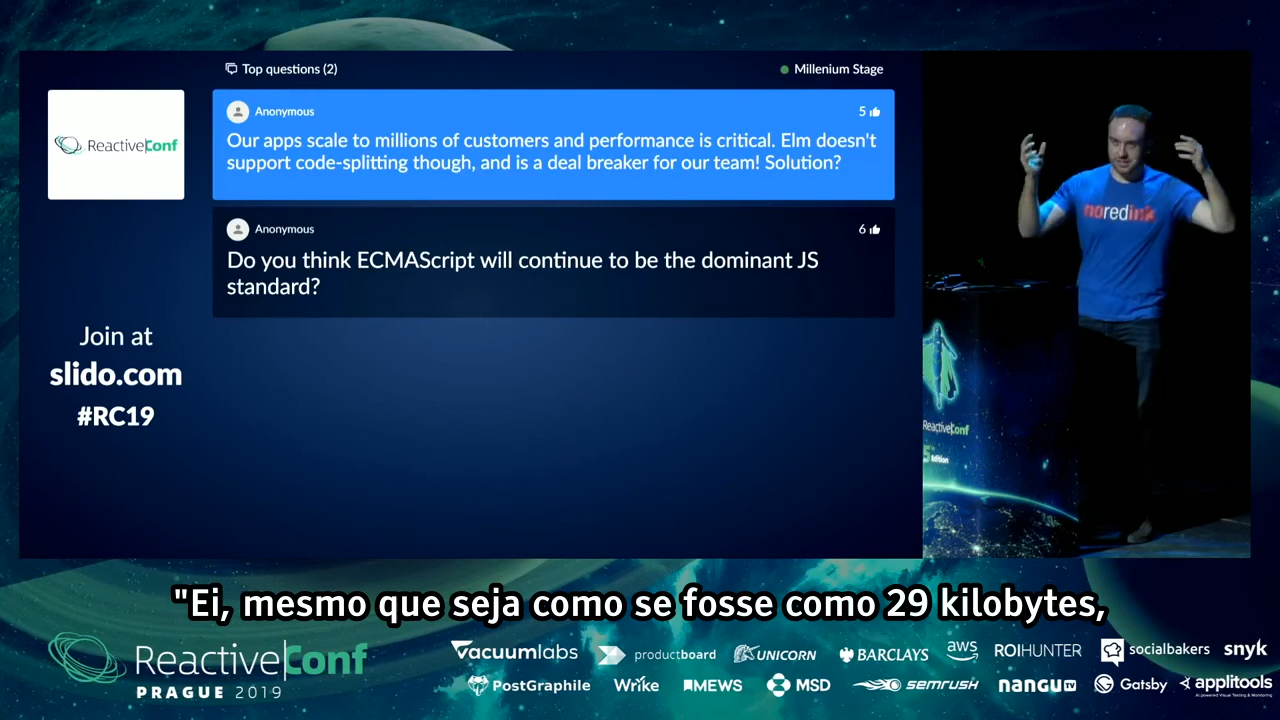 Top questions (2)
Millenium Stage
ReactiveConf
Anonymous
5
Our apps scale to millions of customers and performance is critical. Elm doesn't
support code-splitting though, and is a deal breaker for our team! Solution?
Anonymous
6
Do you think ECMAScript will continue to be the dominant JS
standard?
Join at
slido.com
#RC19
noredink
ReactiveConf
5
Edition
"Ei, mesmo que seja como se fosse como 29 kilobytes,
ReactiveConf
PRAGUE 2019
vacuumlabs
productboard
UNICORN
BARCLAYS
aws
ROIHUNTER
socialbakers
snyk
PostGraphile
Wrike
MEWS
MSD
semrush
nangu TV
Gatsby
applitools